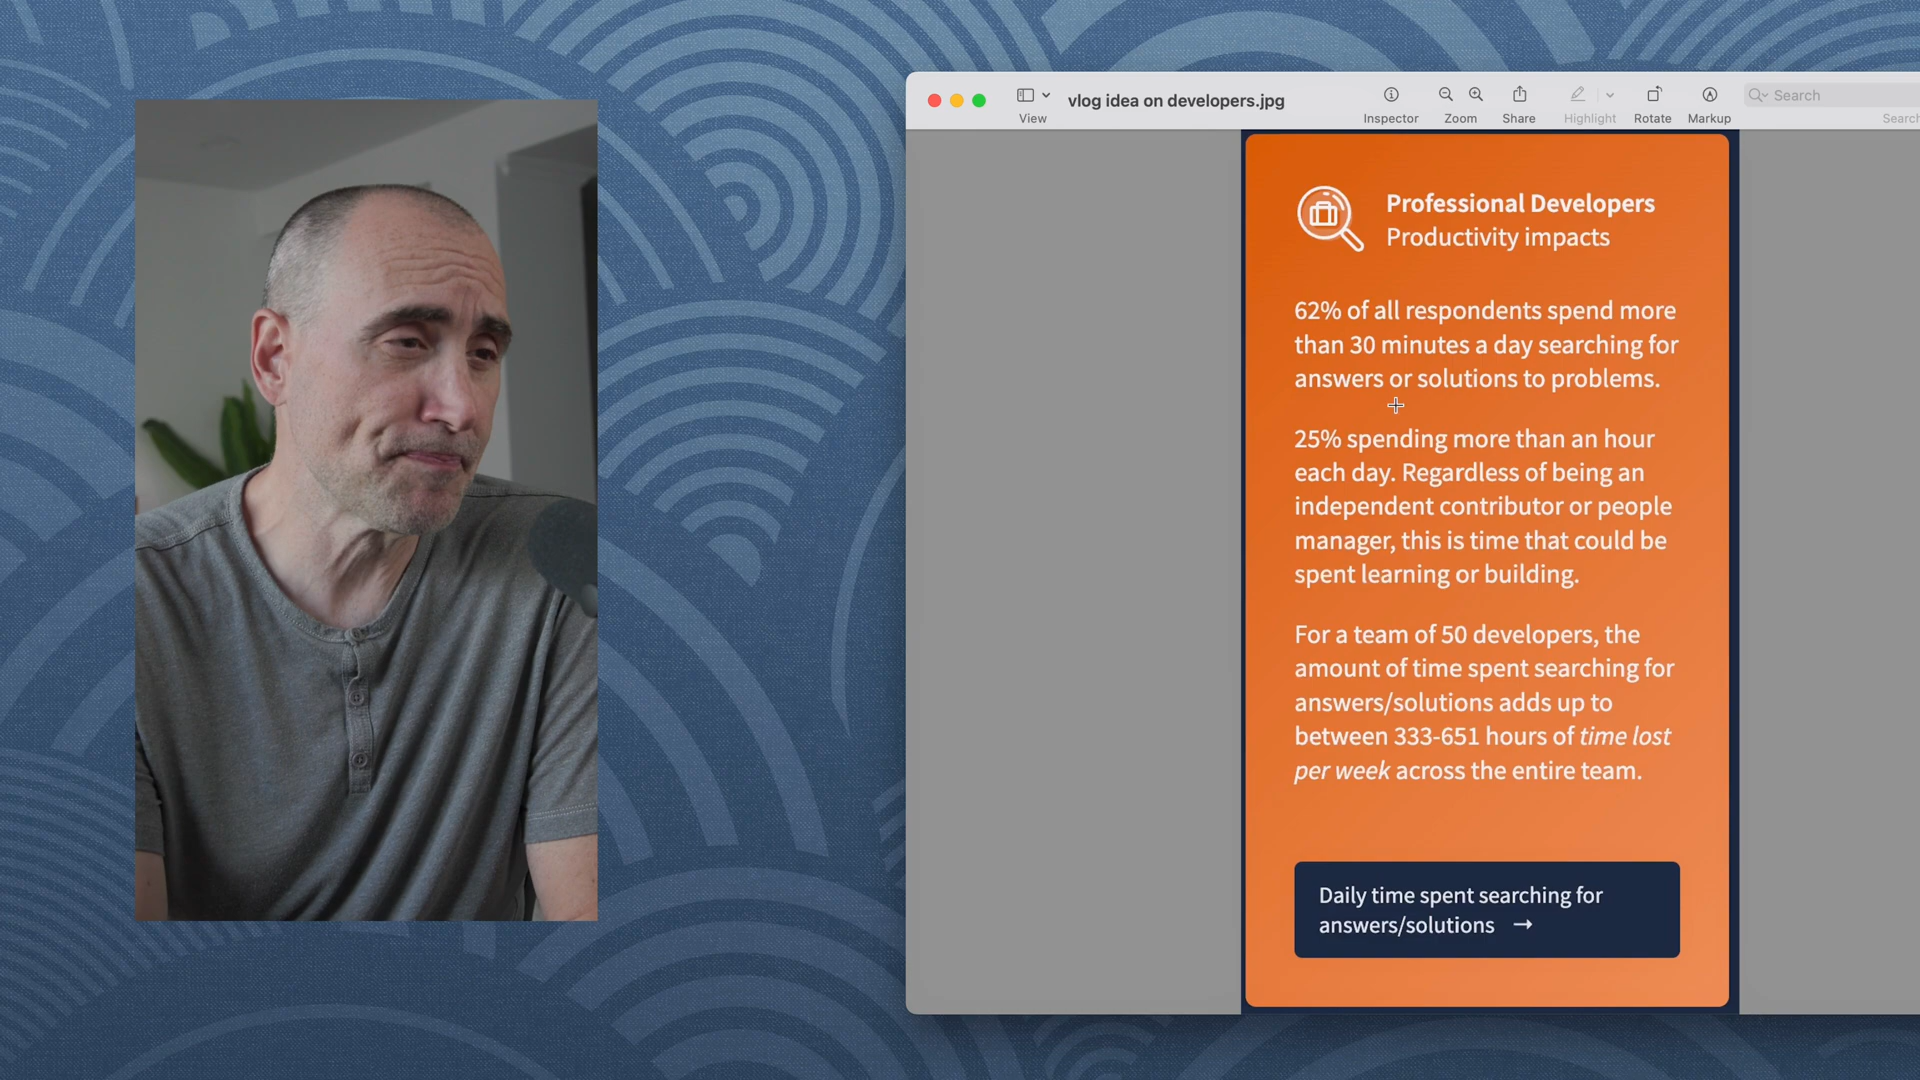 vlog idea on developers.jpg
View
Inspector
Zoom
Share
Highlight
Rotate
Markup
Search
Professional Developers
Productivity impacts
62% of all respondents spend more
than 30 minutes a day searching for
answers or solutions to problems.
25% spending more than an hour
each day. Regardless of being an
independent contributor or people
manager, this is time that could be
spent learning or building.
For a team of 50 developers, the
amount of time spent searching for
answers/solutions adds up to
between 333-651 hours of time lost
per week across the entire team.
Daily time spent searching for
answers/solutions →